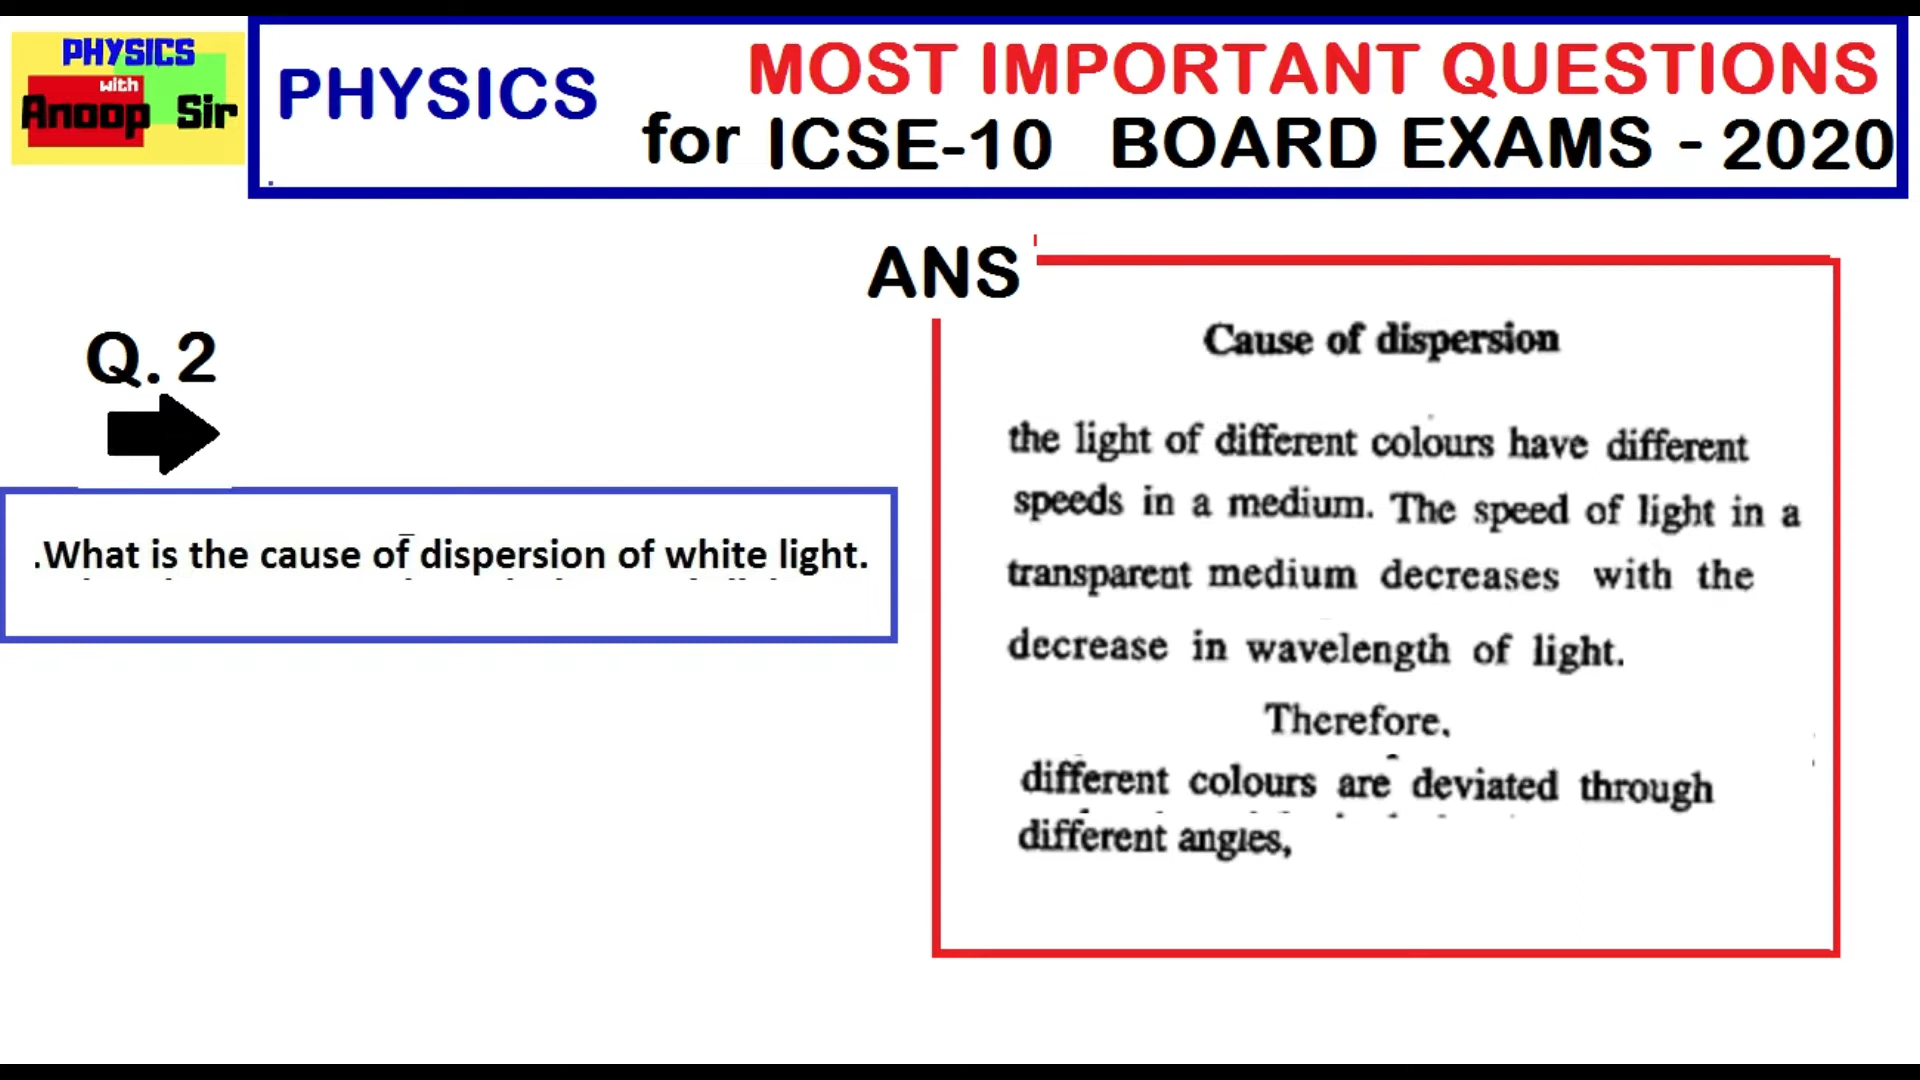 PHYSICS
with
Anoop Sir
PHYSICS
MOST IMPORTANT QUESTIONS
for ICSE-10 BOARD EXAMS - 2020
Q. 2
.What is the cause of dispersion of white light.
ANS
Cause of dispersion
the light of different colours have different
speeds in a medium. The speed of light in a
transparent medium decreases with the
decrease in wavelength of light.
Therefore,
different colours are deviated through
different angles,